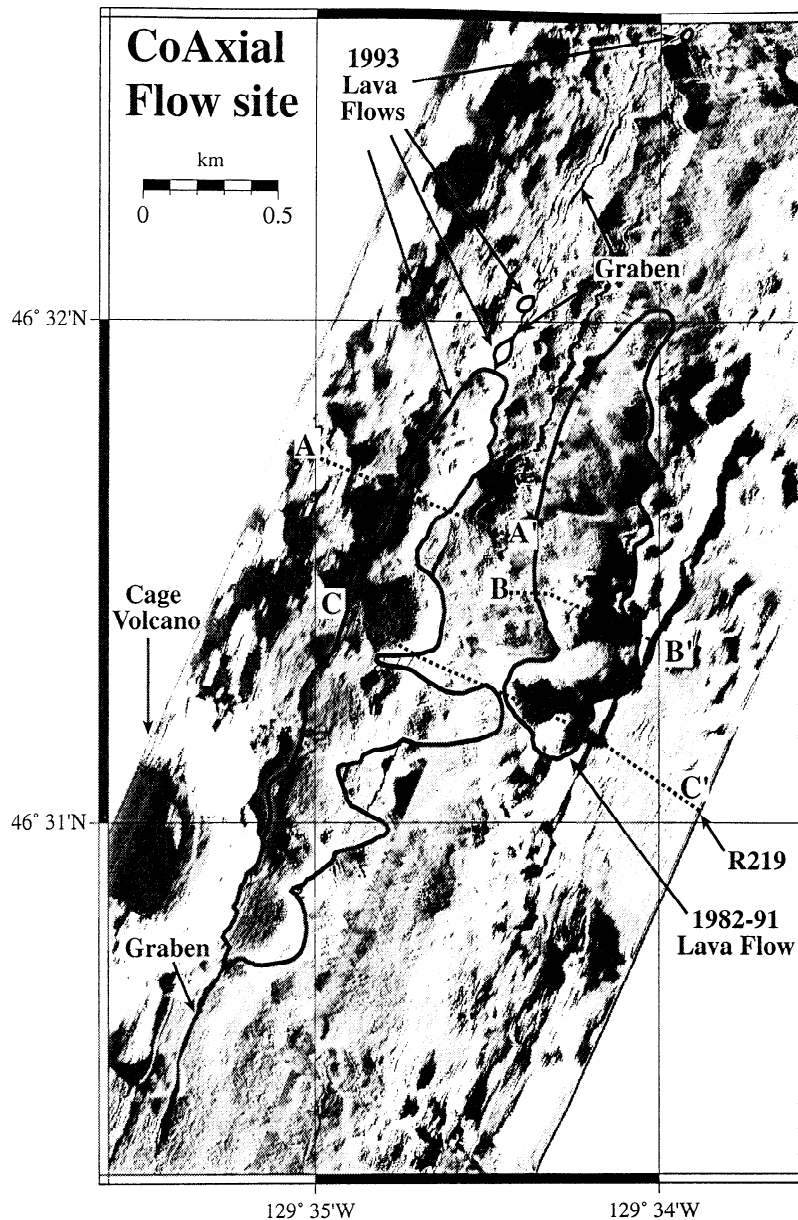 CoAxial
Flow site
km
0 0.5
1993
Lava
Flows
Graben
46° 32'N
A
A
B
C
Cage
Volcano
B'
C'
46° 31'N
R219
1982-91
Lava Flow
Graben
129° 35'W
129° 34'W